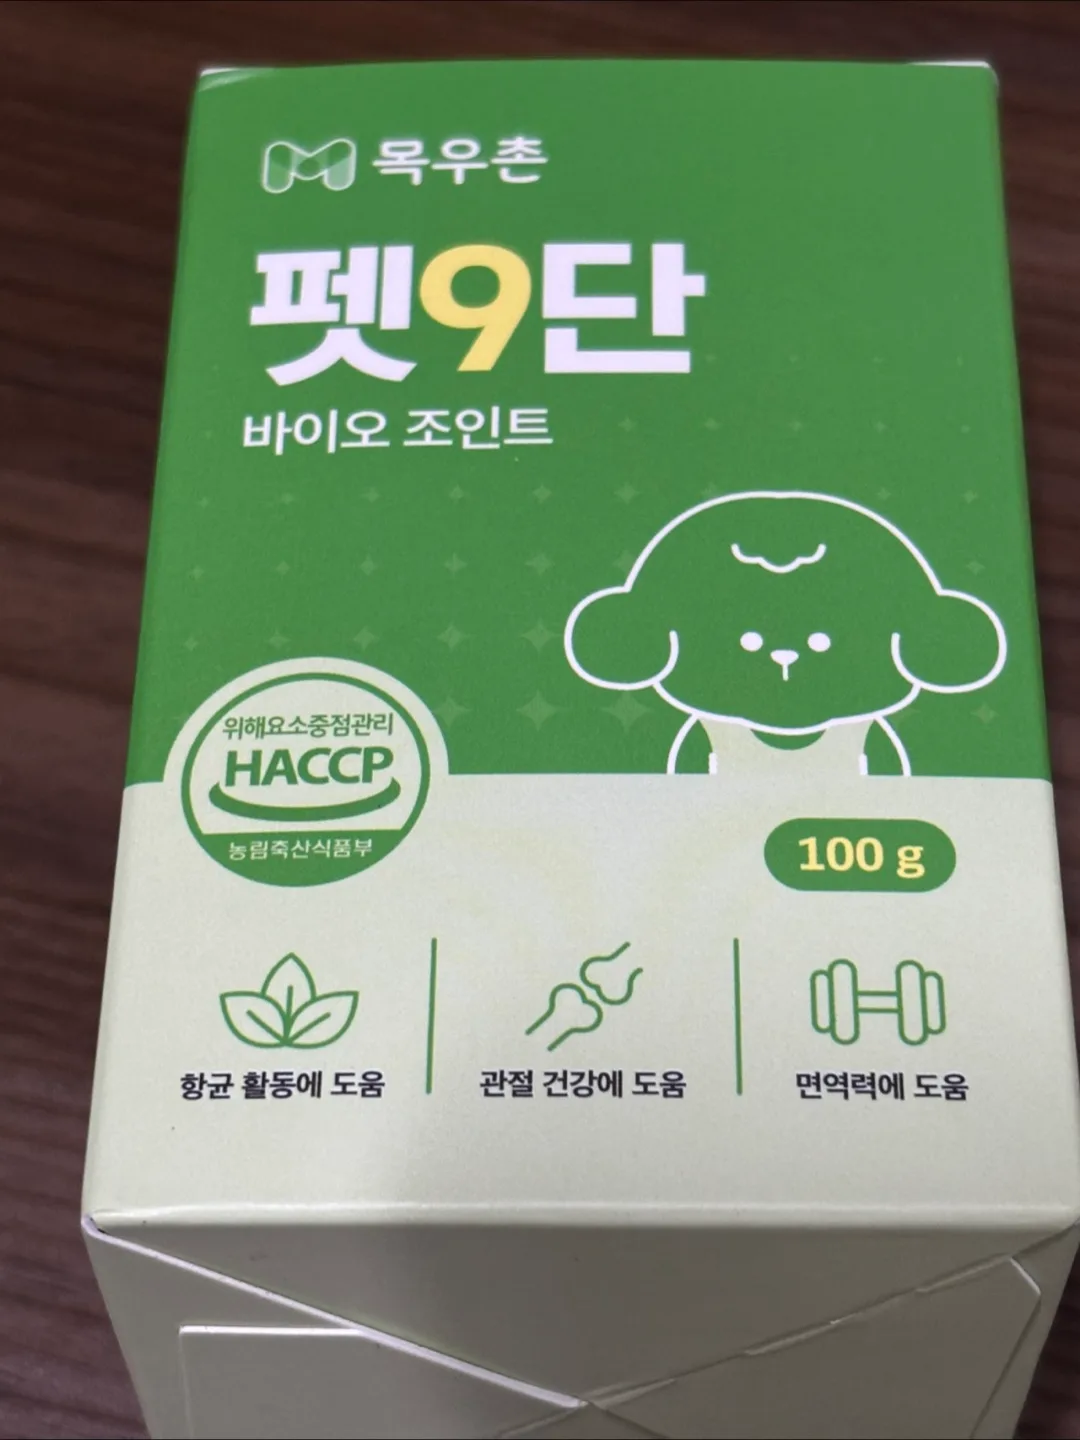 목우촌
펫9단
바이오 조인트
위해요소중점관리
HACCP
농림축산식품부
100 g
항균 활동에 도움
관절 건강에 도움
면역력에 도움